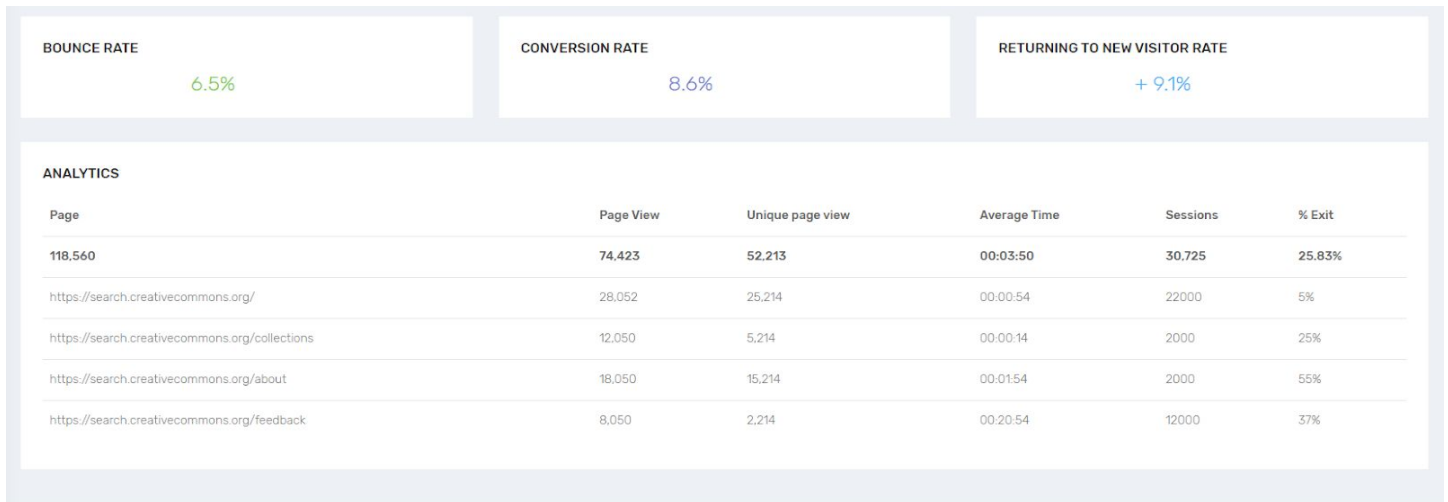 BOUNCE RATE CONVERSION RATE RETURNING TO NEW VISITOR RATE
6.5% 8.6% + 9.1%
ANALYTICS
Page Page View Unique page view Average Time Sessions % Exit
118,560 74,423 52,213 00:03:50 30,725 25.83%
https://search.creativecommons.org/ 28,052 25,214 00:00:54 22000 5%
https://search.creativecommons.org/collections 12,050 5,214 00:00:14 2000 25%
https://search.creativecommons.org/about 18,050 15,214 00:01:54 2000 55%
https://search.creativecommons.org/feedback 8,050 2,214 00:20:54 12000 37%